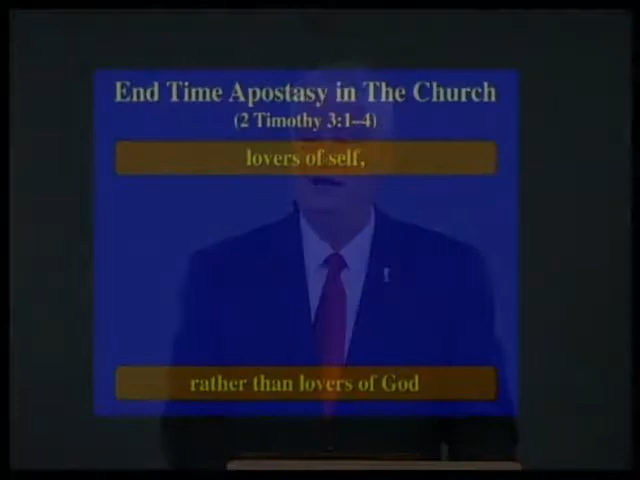 End Time Apostasy in The Church
(2 Timothy 3:1–4)
lovers of self,
rather than lovers of God